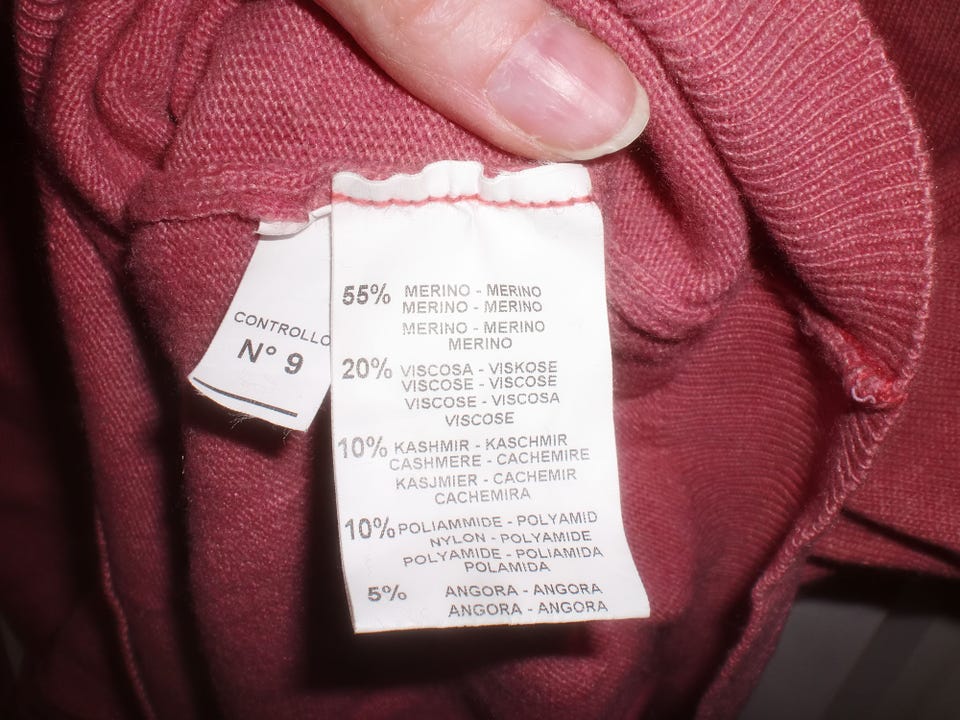 CONTROLLO
N° 9
55% MERINO - MERINO
MERINO - MERINO
MERINO - MERINO
MERINO
20% VISCOSA - VISKOSE
VISCOSE - VISCOSE
VISCOSE - VISCOSA
VISCOSE
10% KASHMIR - KASCHMIR
CASHMERE - CACHEMIRE
KASJMIER - CACHEMIR
CACHEMIRA
10% POLIAMMIDE - POLYAMID
NYLON - POLYAMIDE
POLYAMIDE - POLIAMIDA
POLAMIDA
5% ANGORA - ANGORA
ANGORA - ANGORA